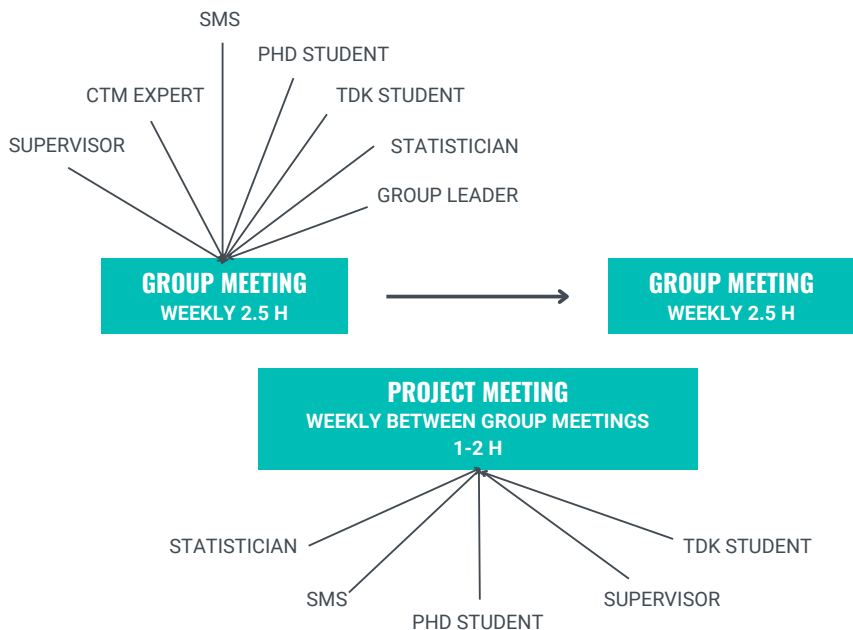 SMS
PHD STUDENT
CTM EXPERT
TDK STUDENT
SUPERVISOR
STATISTICIAN
GROUP LEADER
GROUP MEETING
WEEKLY 2.5 H
GROUP MEETING
WEEKLY 2.5 H
PROJECT MEETING
WEEKLY BETWEEN GROUP MEETINGS
1-2 H
STATISTICIAN
TDK STUDENT
SMS
SUPERVISOR
PHD STUDENT